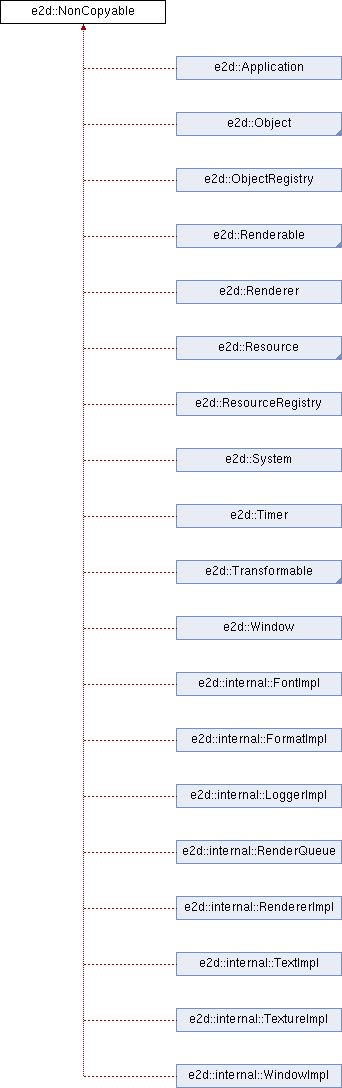 e2d::NonCopyable
e2d::Application
e2d::Object
e2d::ObjectRegistry
e2d::Renderable
e2d::Renderer
e2d::Resource
e2d::ResourceRegistry
e2d::System
e2d::Timer
e2d::Transformable
e2d::Window
e2d::internal::FontImpl
e2d::internal::FormatImpl
e2d::internal::LoggerImpl
e2d::internal::RenderQueue
e2d::internal::RendererImpl
e2d::internal::TextImpl
e2d::internal::TextureImpl
e2d::internal::WindowImpl